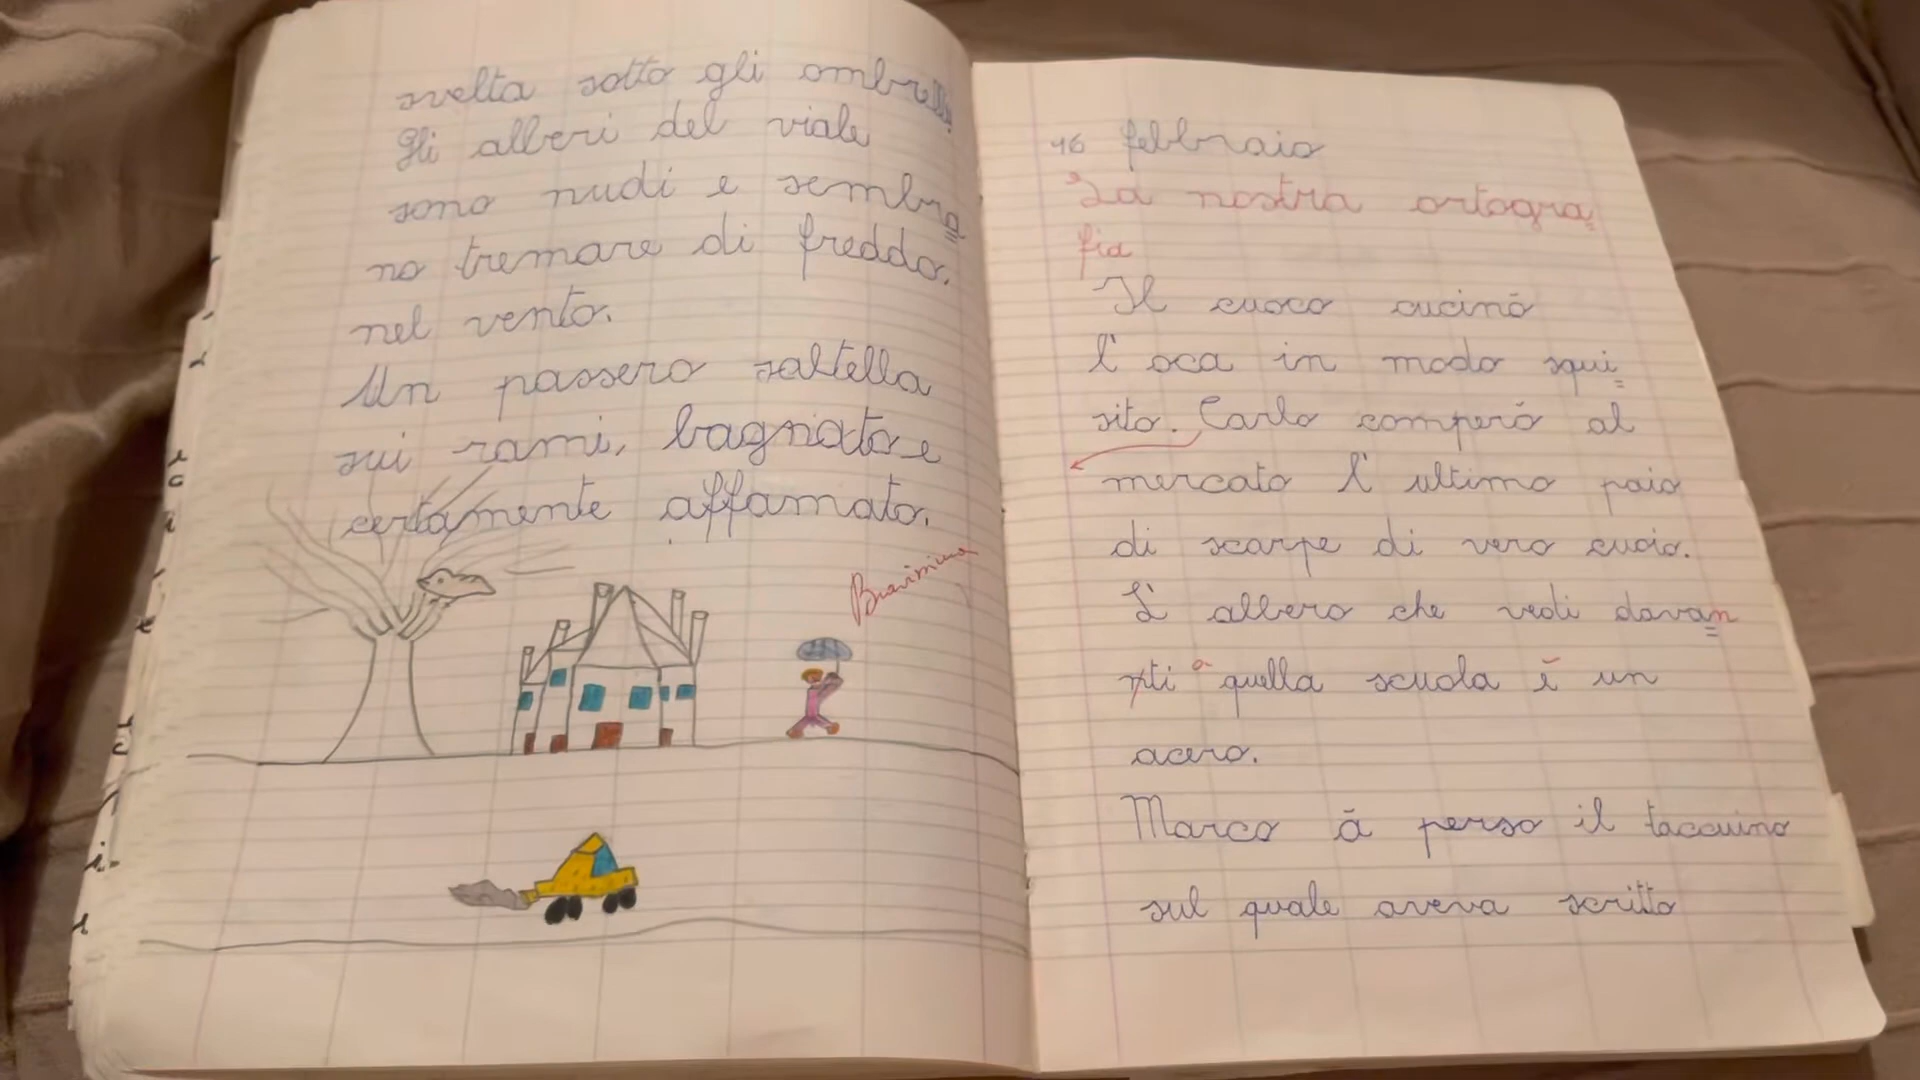 svelta sotto gli ombrelli.
Gli alberi del viale
sono nudi e sembra
no tremare di freddo.
nel vento.
Un passero saltella
sui rami, bagnato e
certamente affamato.
Bravissima
16 febbraio
La nostra ortogra
fia
Il cuoco cucinò
l'oca in modo squi
sito. Carlo comperò al
mercato l'ultimo paio
di scarpe di vero cuoio.
L'albero che vedi davan
nti a quella scuola è un
acero.
Marco à perso il taccuino
sul quale aveva scritto